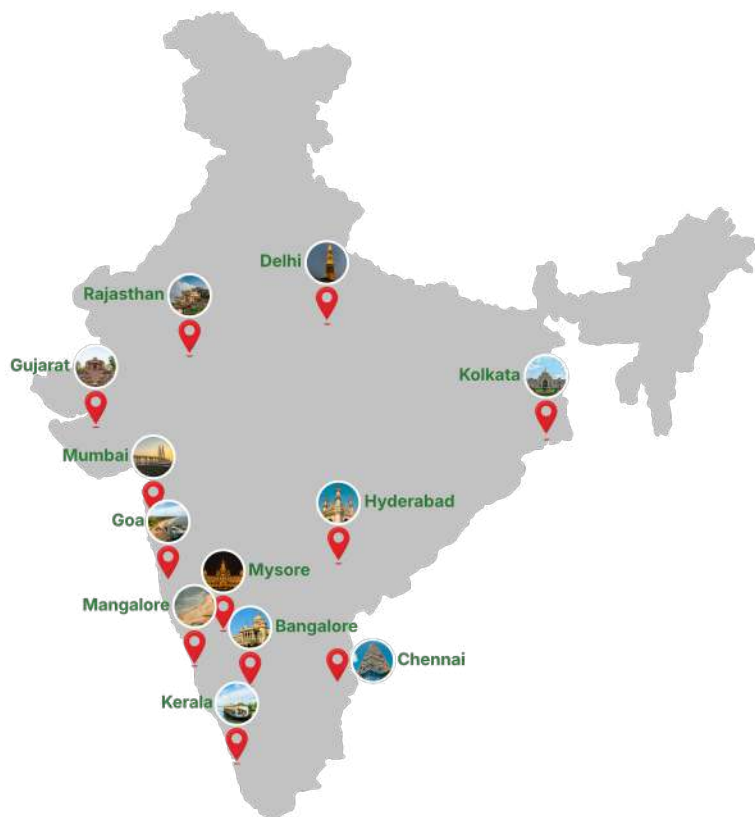 Delhi
Rajasthan
Gujarat
Kolkata
Mumbai
Hyderabad
Goa
Mysore
Mangalore
Bangalore
Chennai
Kerala